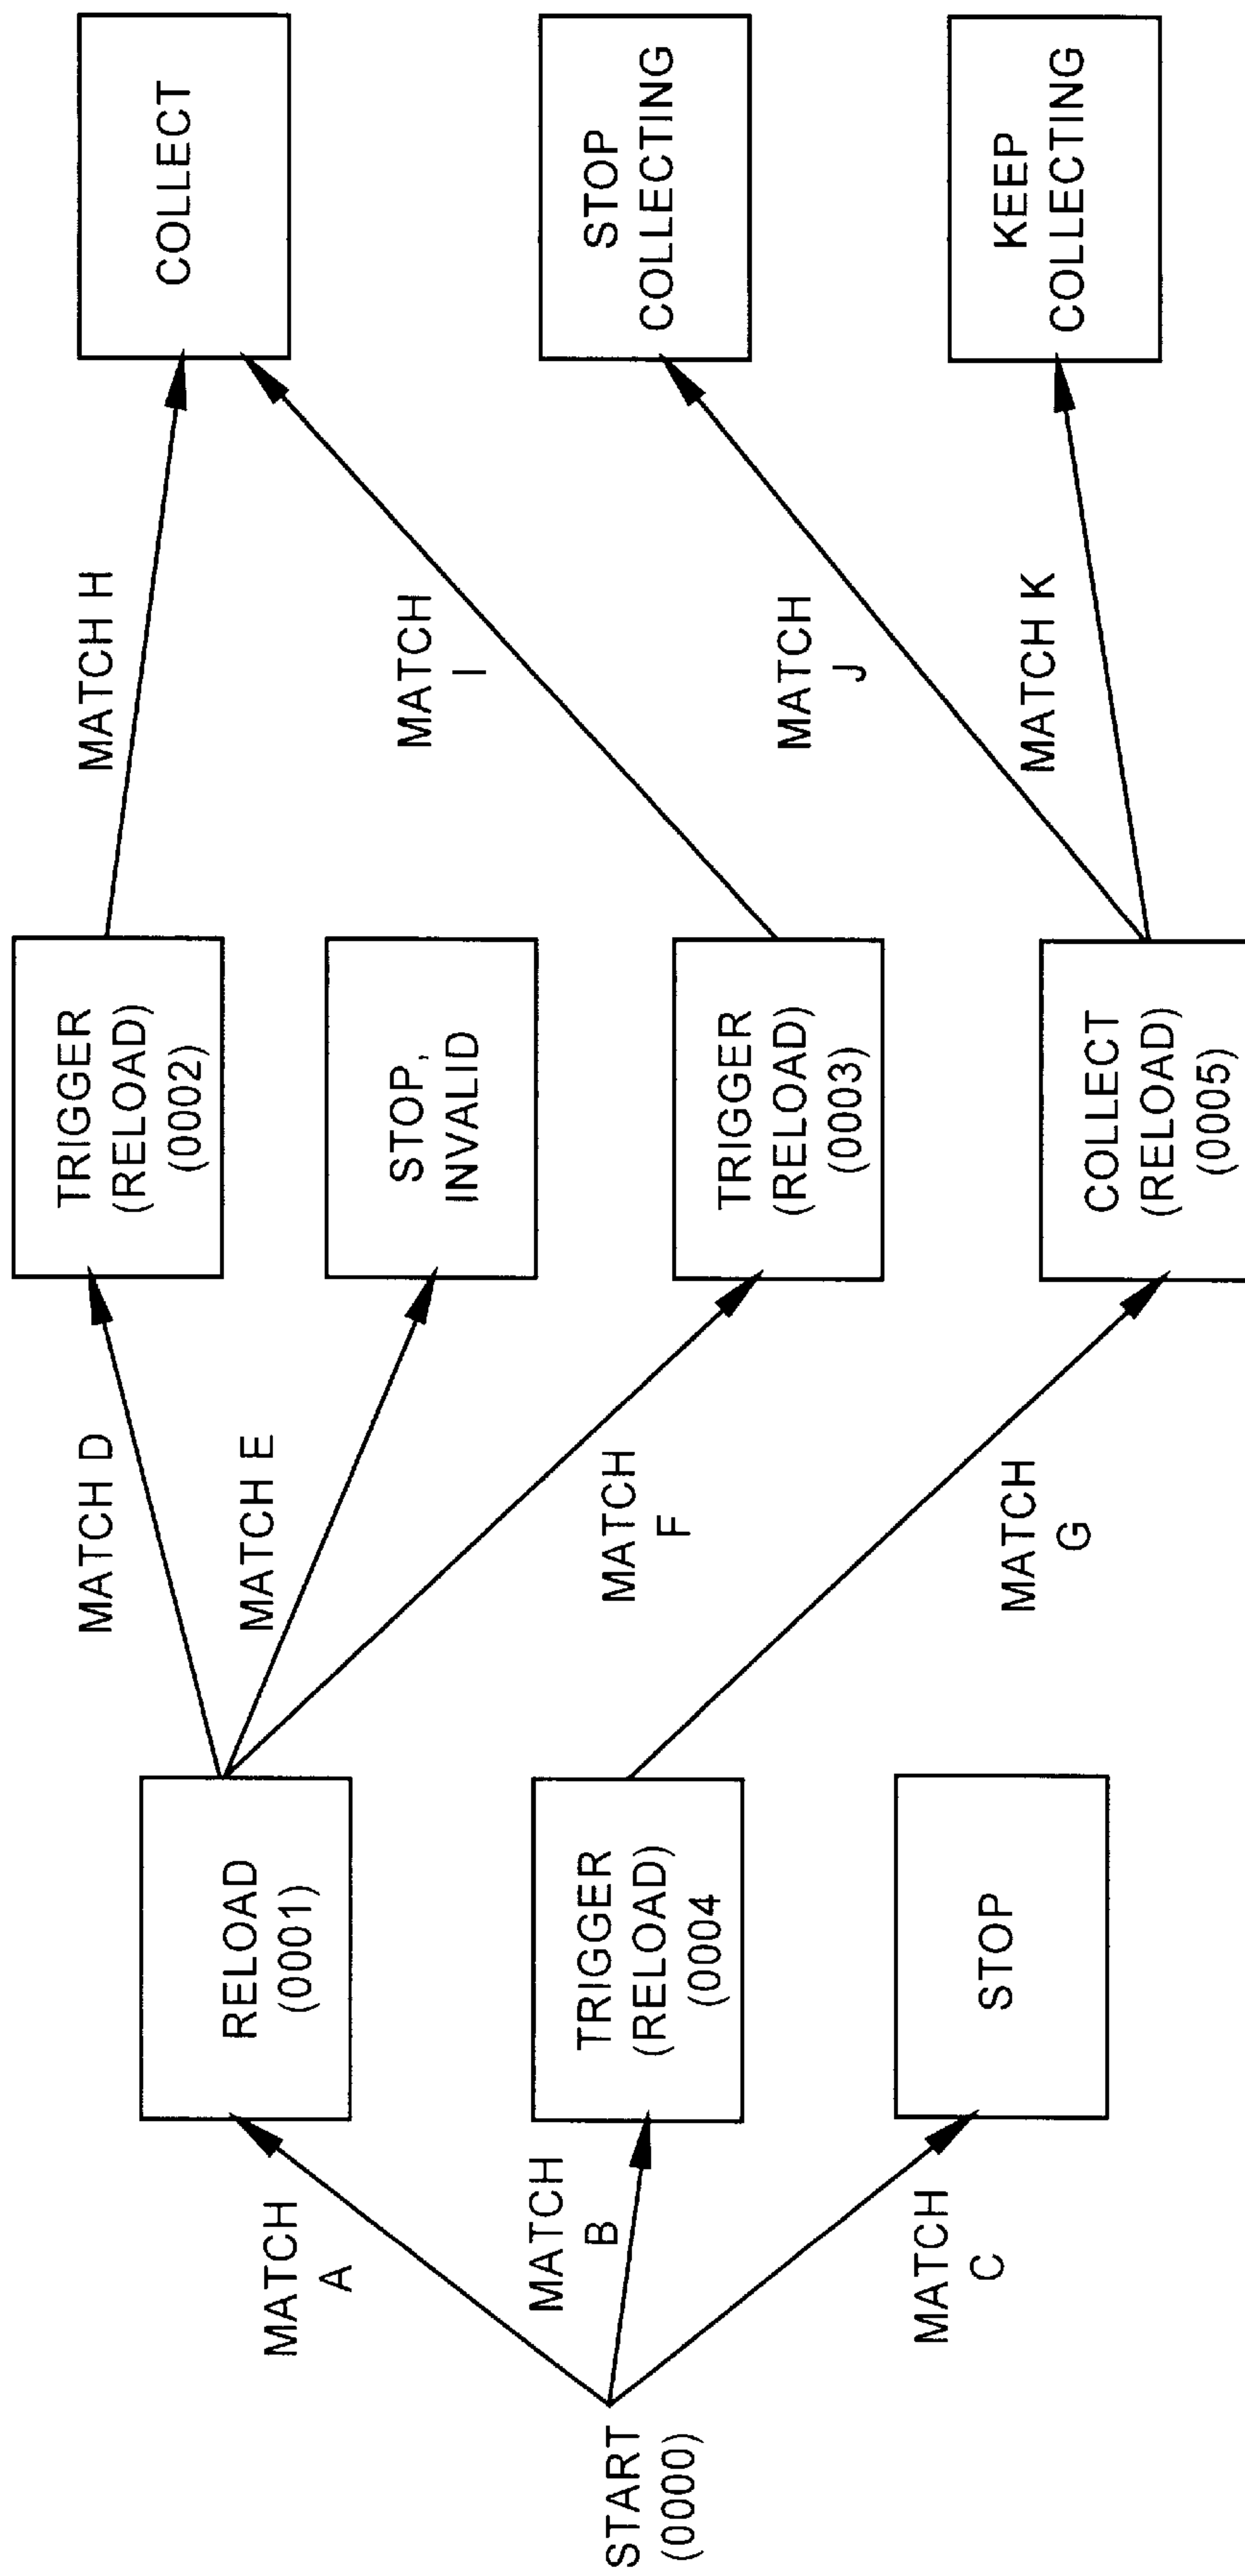 START
(0000)
MATCH
A
MATCH
B
MATCH
C
RELOAD
(0001)
TRIGGER
(RELOAD)
(0004
STOP
MATCH D
MATCH E
MATCH
F
MATCH
G
TRIGGER
(RELOAD)
(0002)
STOP,
INVALID
TRIGGER
(RELOAD)
(0003)
COLLECT
(RELOAD)
(0005)
MATCH H
MATCH
I
MATCH
J
MATCH K
COLLECT
STOP
COLLECTING
KEEP
COLLECTING